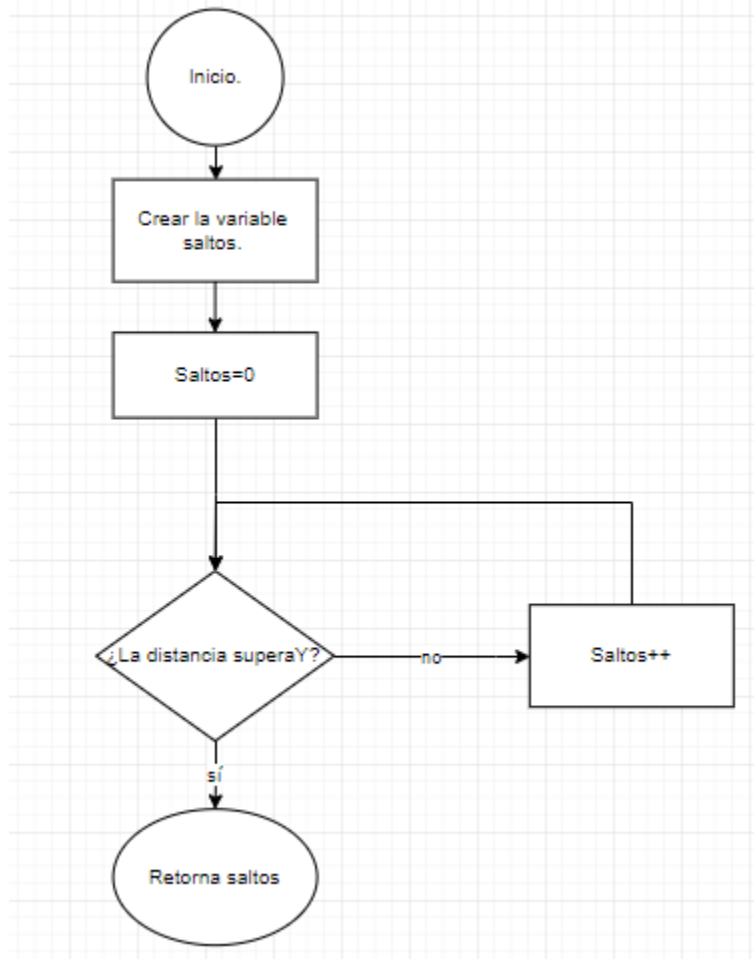 Inicio.
Crear la variable
saltos.
Saltos=0
¿La distancia superaY?
no
Saltos++
sí
Retorna saltos